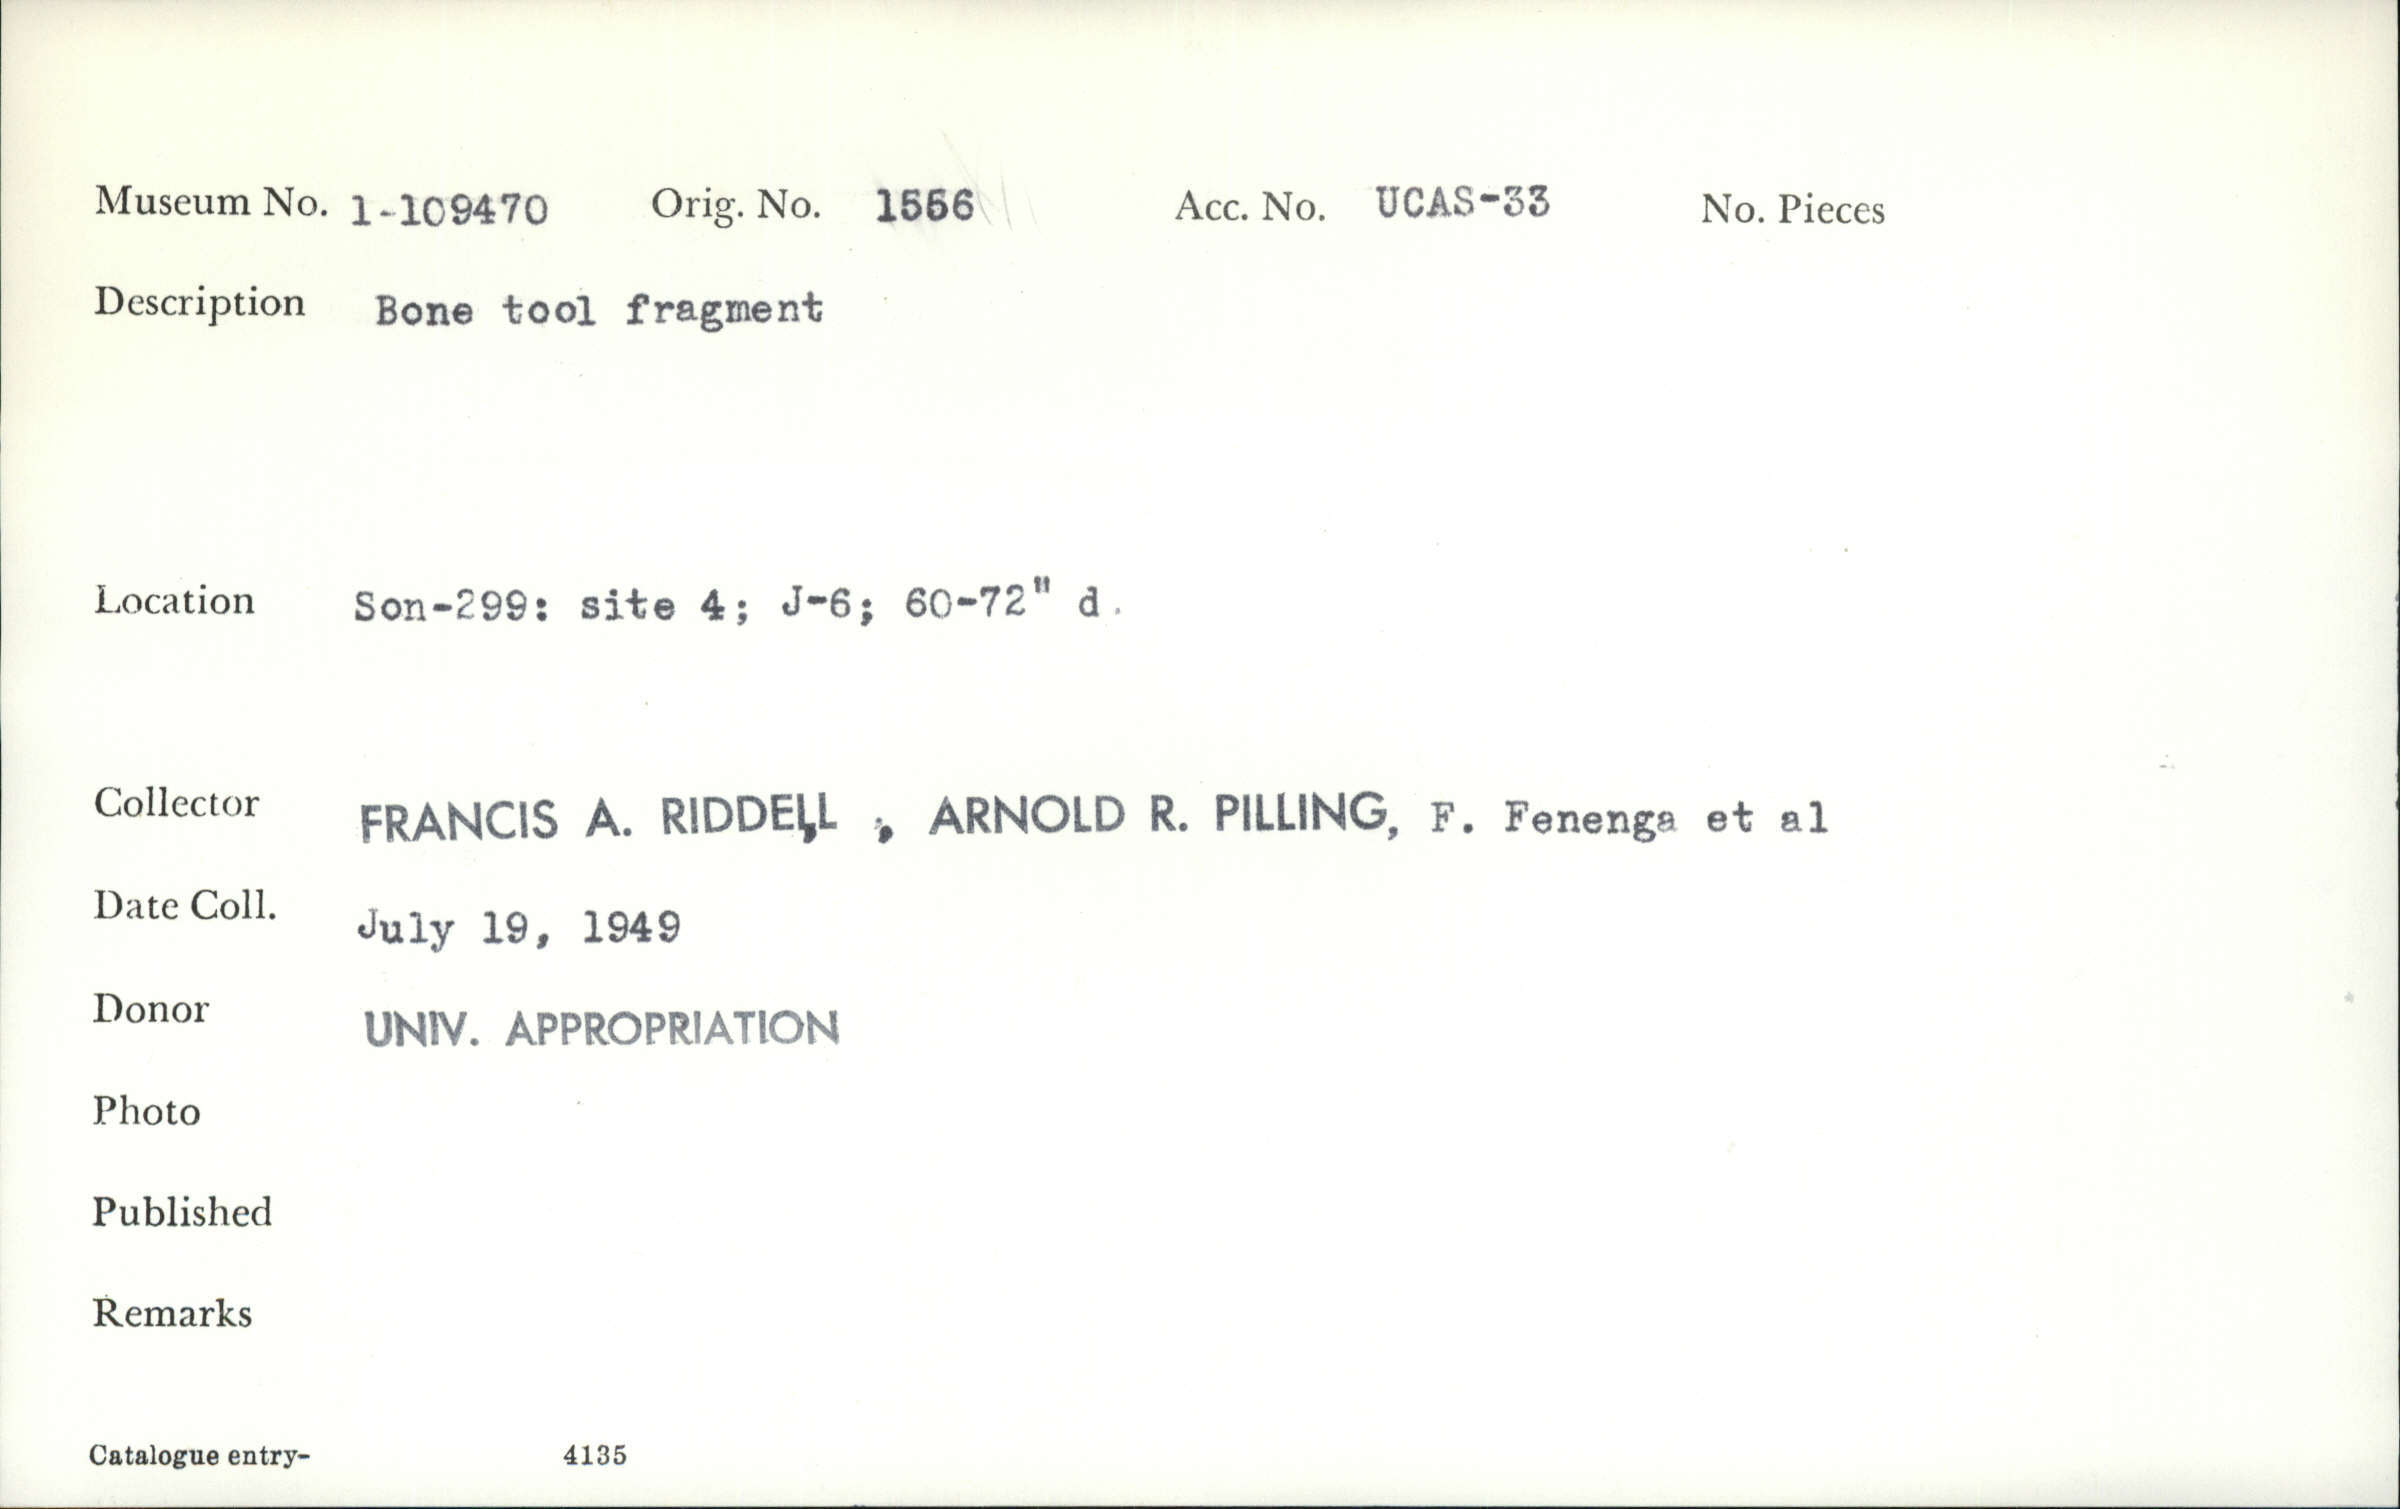 Museum No. 1-109470 Orig. No. 1556 Acc. No. UCAS-33 No. Pieces
Description Bone tool fragment
Location Son-299: site 4; J-6; 60-72" d.
Collector FRANCIS A. RIDDELL, ARNOLD R. PILLING, F. Fenenga et al
Date Coll. July 19, 1949
Donor UNIV. APPROPRIATION
Photo
Published
Remarks
Catalogue entry- 4135